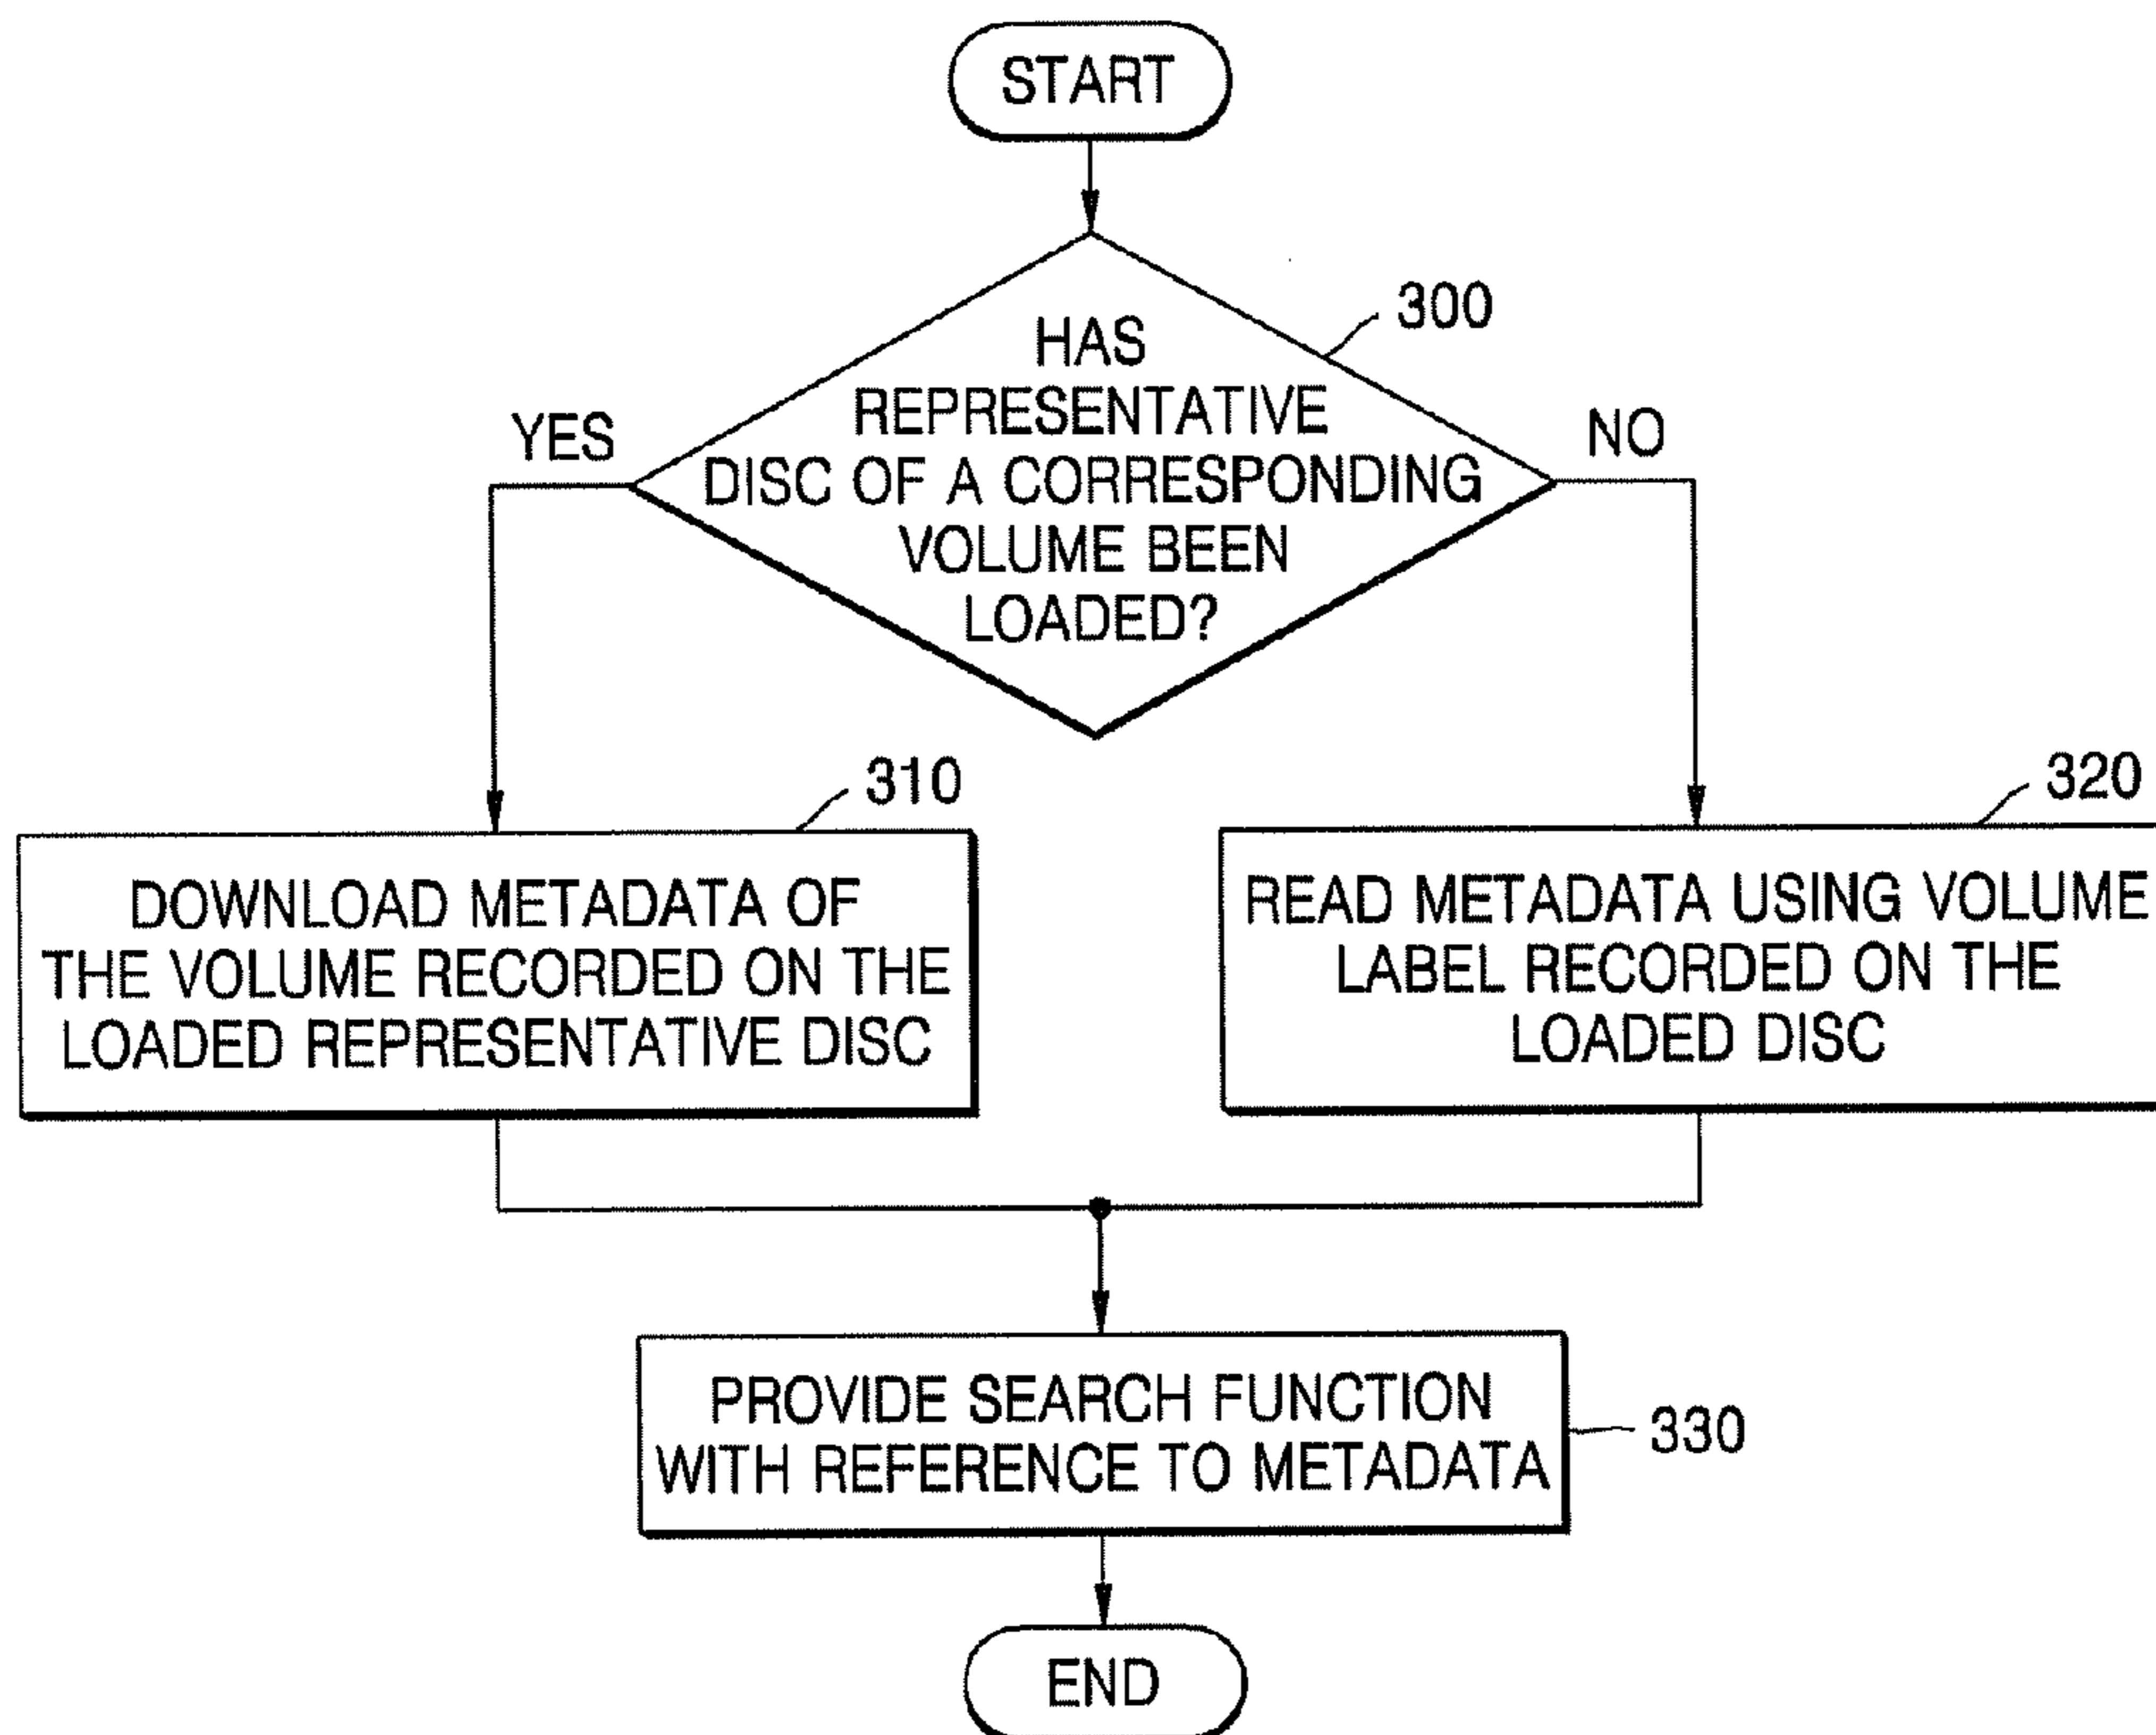 START
300
HAS
REPRESENTATIVE
DISC OF A CORRESPONDING
VOLUME BEEN
LOADED?
YES
NO
310
DOWNLOAD METADATA OF
THE VOLUME RECORDED ON THE
LOADED REPRESENTATIVE DISC
320
READ METADATA USING VOLUME
LABEL RECORDED ON THE
LOADED DISC
PROVIDE SEARCH FUNCTION
WITH REFERENCE TO METADATA
330
END